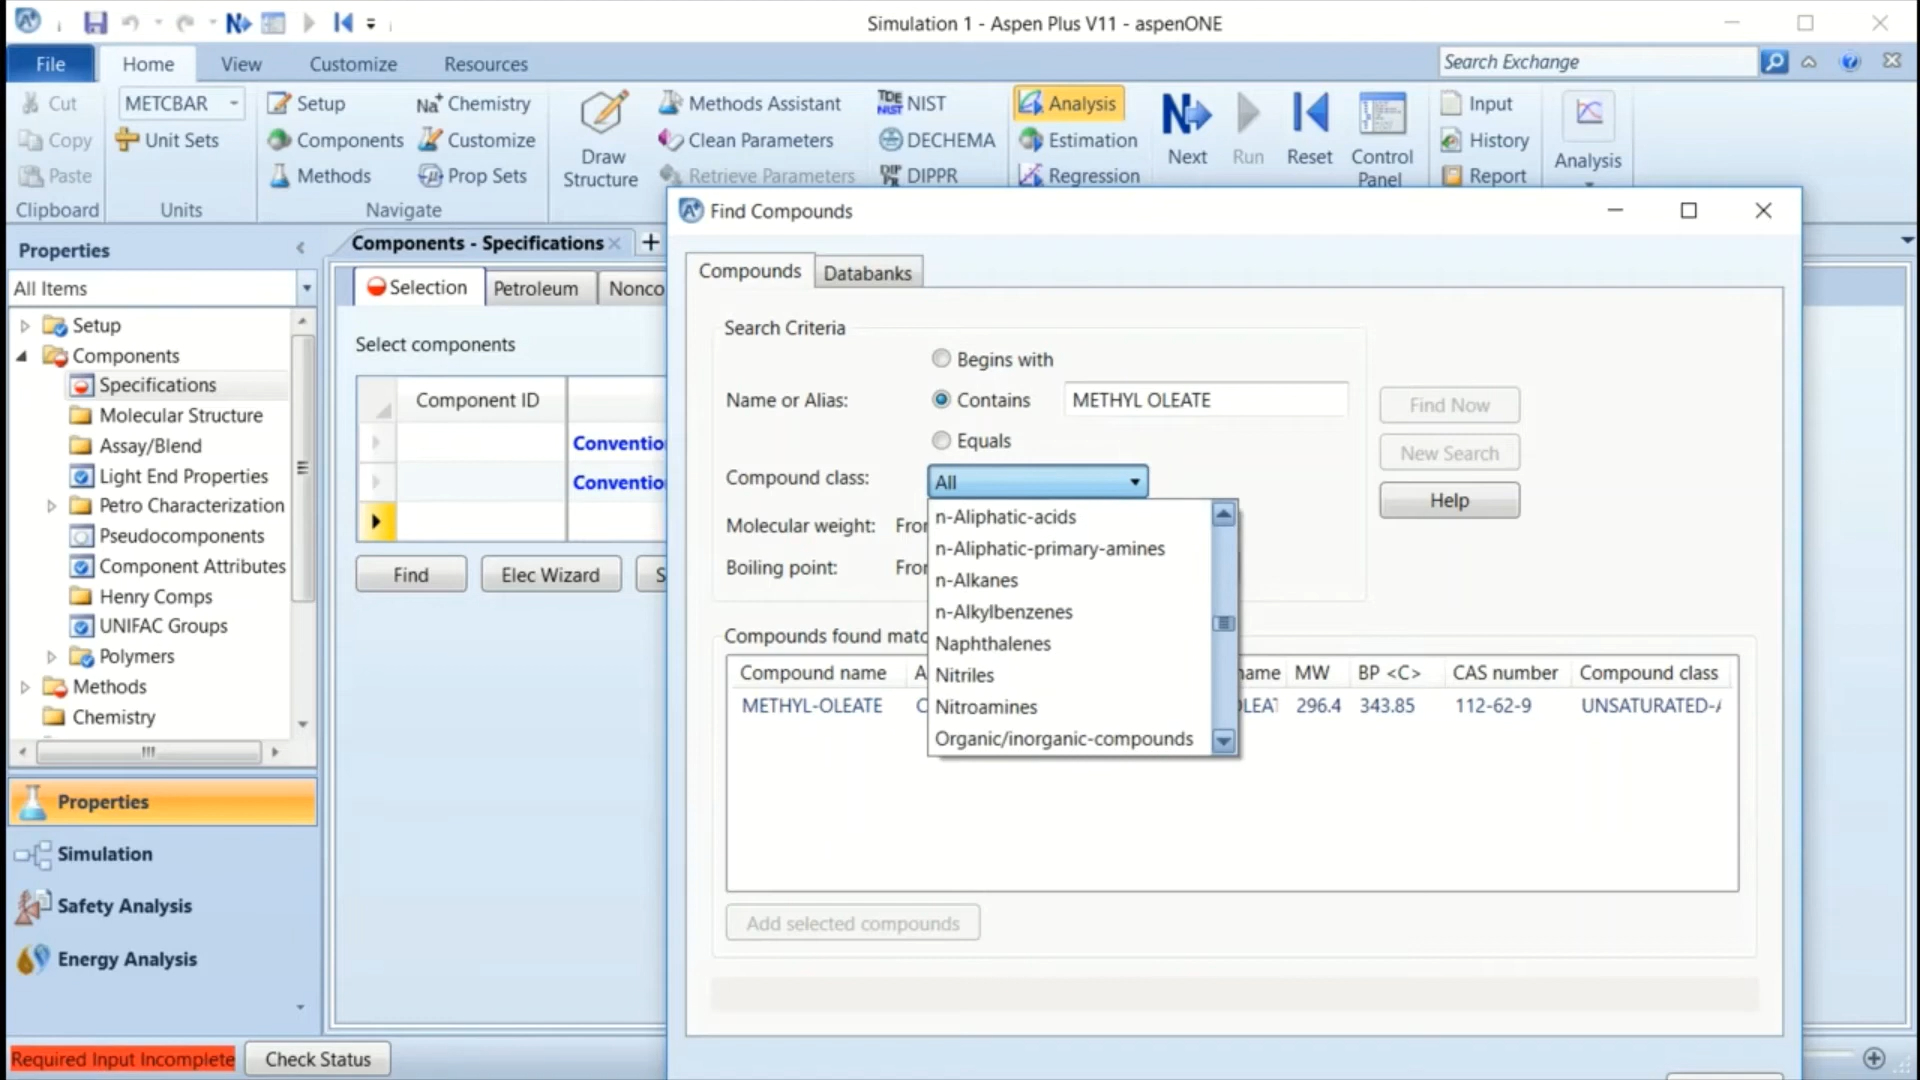 Simulation 1 - Aspen Plus V11 - aspenONE
File Home View Customize Resources Search Exchange
Cut METCBAR Setup Na+ Chemistry Methods Assistant TDE NIST NIST Analysis Input
Copy Unit Sets Components Customize Draw Structure Clean Parameters DECHEMA Estimation Next Run Reset Control Panel History Analysis
Paste Methods Prop Sets Retrieve Parameters DIPPR Regression Report
Clipboard Units Navigate
Find Compounds
Properties
Components - Specifications
All Items
Selection Petroleum Nonco
Compounds Databanks
Setup
Components
Specifications
Molecular Structure
Assay/Blend
Light End Properties
Petro Characterization
Pseudocomponents
Component Attributes
Henry Comps
UNIFAC Groups
Polymers
Methods
Chemistry
Properties
Simulation
Safety Analysis
Energy Analysis
Select components
Component ID
Conventio
Conventio
Find Elec Wizard S
Search Criteria
Begins with
Name or Alias: Contains METHYL OLEATE Find Now
Equals
New Search
Compound class: All
Help
Molecular weight: Fro
Boiling point: Fro
n-Aliphatic-acids
n-Aliphatic-primary-amines
n-Alkanes
n-Alkylbenzenes
Naphthalenes
Nitriles
Nitroamines
Organic/inorganic-compounds
Compounds found matc
Compound name A name MW BP <C> CAS number Compound class
METHYL-OLEATE C OLEAT 296.4 343.85 112-62-9 UNSATURATED-A
Add selected compounds
Required Input Incomplete Check Status